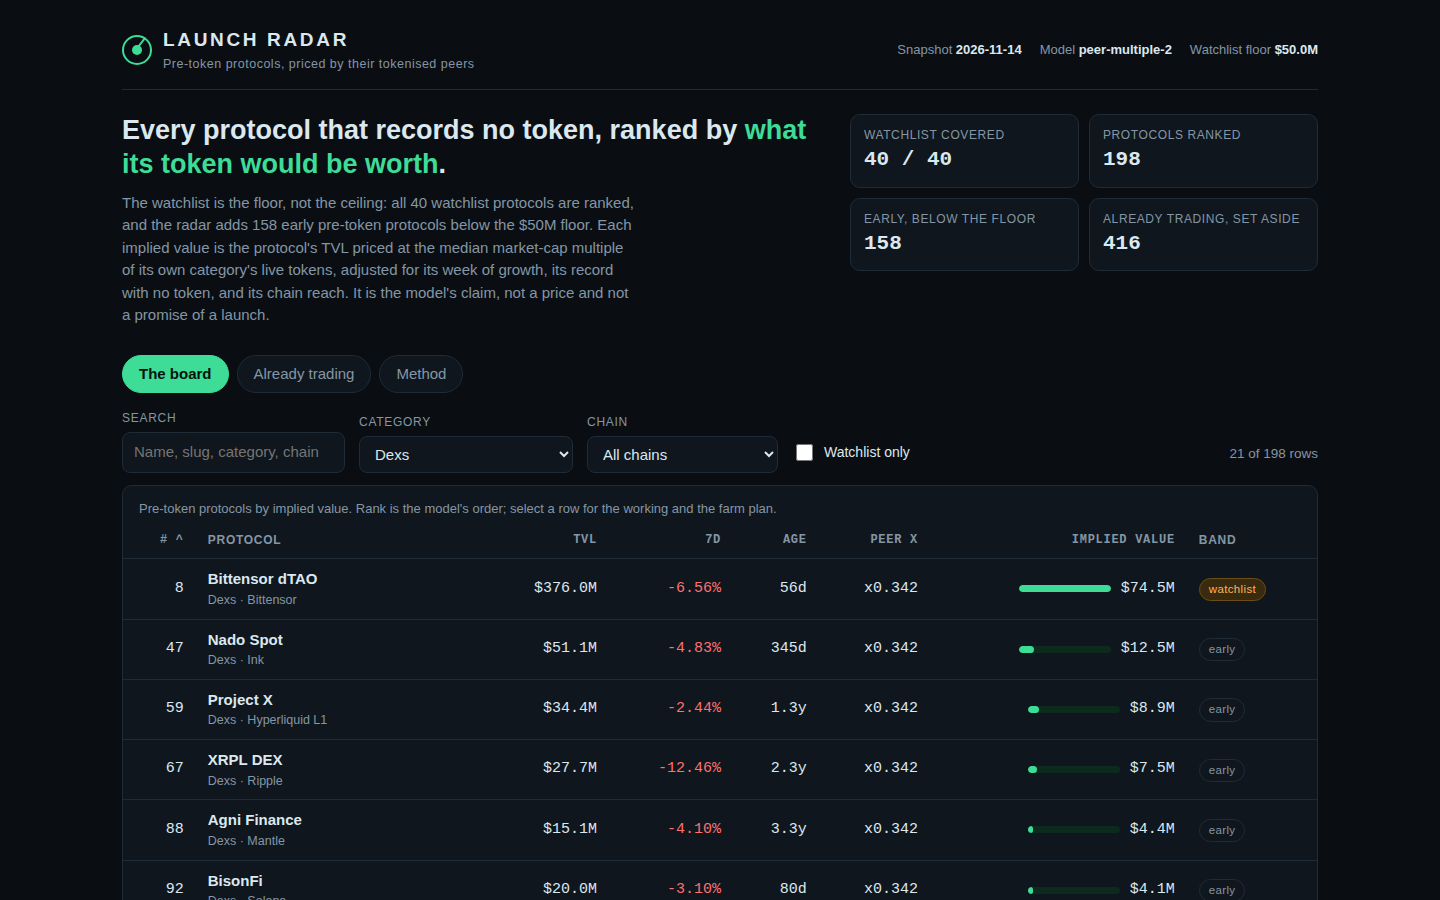 LAUNCH RADAR
Pre-token protocols, priced by their tokenised peers
Snapshot 2026-11-14 Model peer-multiple-2 Watchlist floor $50.0M
Every protocol that records no token, ranked by what
its token would be worth.
The watchlist is the floor, not the ceiling: all 40 watchlist protocols are ranked,
and the radar adds 158 early pre-token protocols below the $50M floor. Each
implied value is the protocol's TVL priced at the median market-cap multiple
of its own category's live tokens, adjusted for its week of growth, its record
with no token, and its chain reach. It is the model's claim, not a price and not
a promise of a launch.
WATCHLIST COVERED
40 / 40
PROTOCOLS RANKED
198
EARLY, BELOW THE FLOOR
158
ALREADY TRADING, SET ASIDE
416
The board Already trading Method
SEARCH
Name, slug, category, chain
CATEGORY
Dexs
CHAIN
All chains
Watchlist only
21 of 198 rows
Pre-token protocols by implied value. Rank is the model's order; select a row for the working and the farm plan.
# ^ PROTOCOL TVL 7D AGE PEER X IMPLIED VALUE BAND
8 Bittensor dTAO $376.0M -6.56% 56d x0.342 $74.5M watchlist
Dexs · Bittensor
47 Nado Spot $51.1M -4.83% 345d x0.342 $12.5M early
Dexs · Ink
59 Project X $34.4M -2.44% 1.3y x0.342 $8.9M early
Dexs · Hyperliquid L1
67 XRPL DEX $27.7M -12.46% 2.3y x0.342 $7.5M early
Dexs · Ripple
88 Agni Finance $15.1M -4.10% 3.3y x0.342 $4.4M early
Dexs · Mantle
92 BisonFi $20.0M -3.10% 80d x0.342 $4.1M early
Dexs · Solana